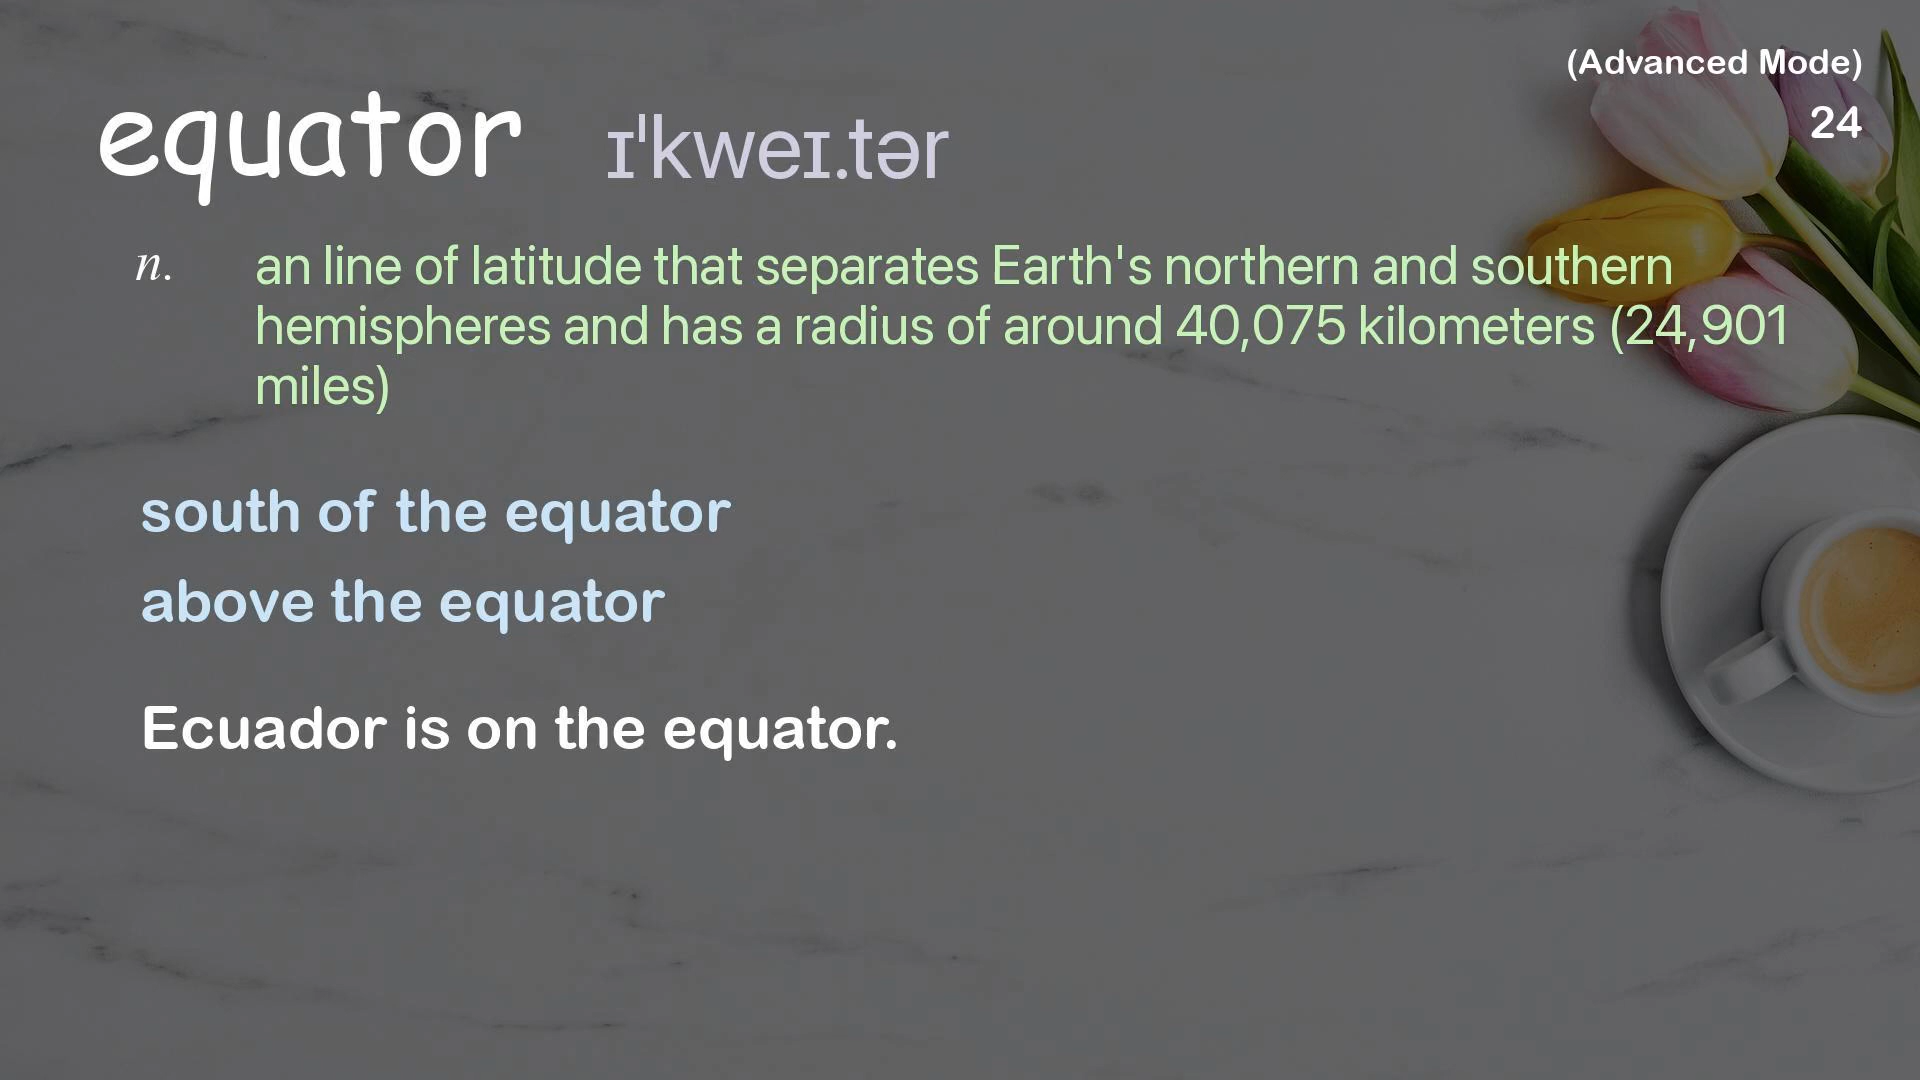 (Advanced Mode)
equator ɪˈkweɪ.tər
24
n. an line of latitude that separates Earth's northern and southern
hemispheres and has a radius of around 40,075 kilometers (24,901
miles)
south of the equator
above the equator
Ecuador is on the equator.